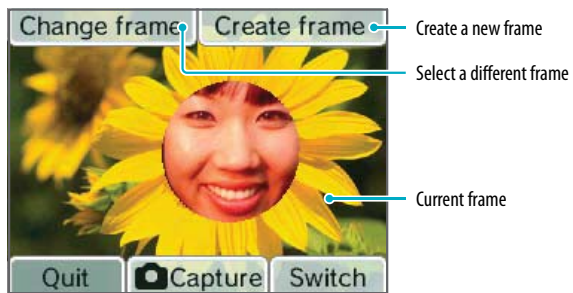 Change frame Create frame
Create a new frame
Select a different frame
Current frame
Quit Capture Switch